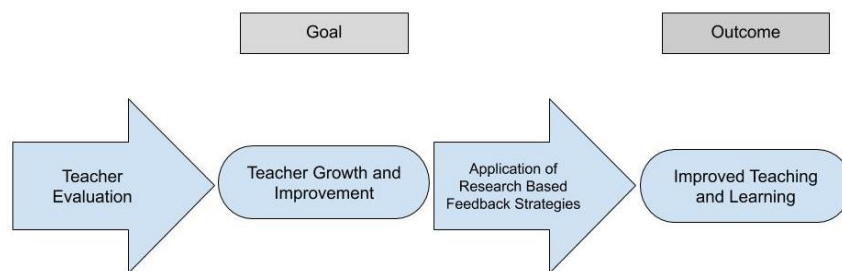 Goal
Outcome
Teacher
Evaluation
Teacher Growth and
Improvement
Application of
Research Based
Feedback Strategies
Improved Teaching
and Learning